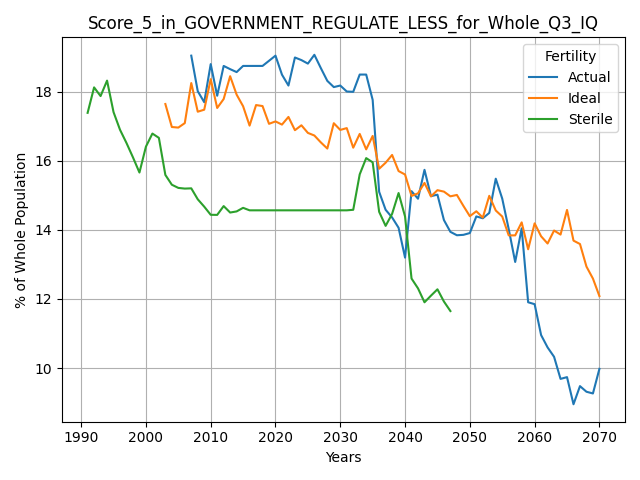 Score_5_in_GOVERNMENT_REGULATE_LESS_for_Whole_Q3_IQ
Fertility
Actual
Ideal
Sterile
% of Whole Population
18
16
14
12
10
1990 2000 2010 2020 2030 2040 2050 2060 2070
Years